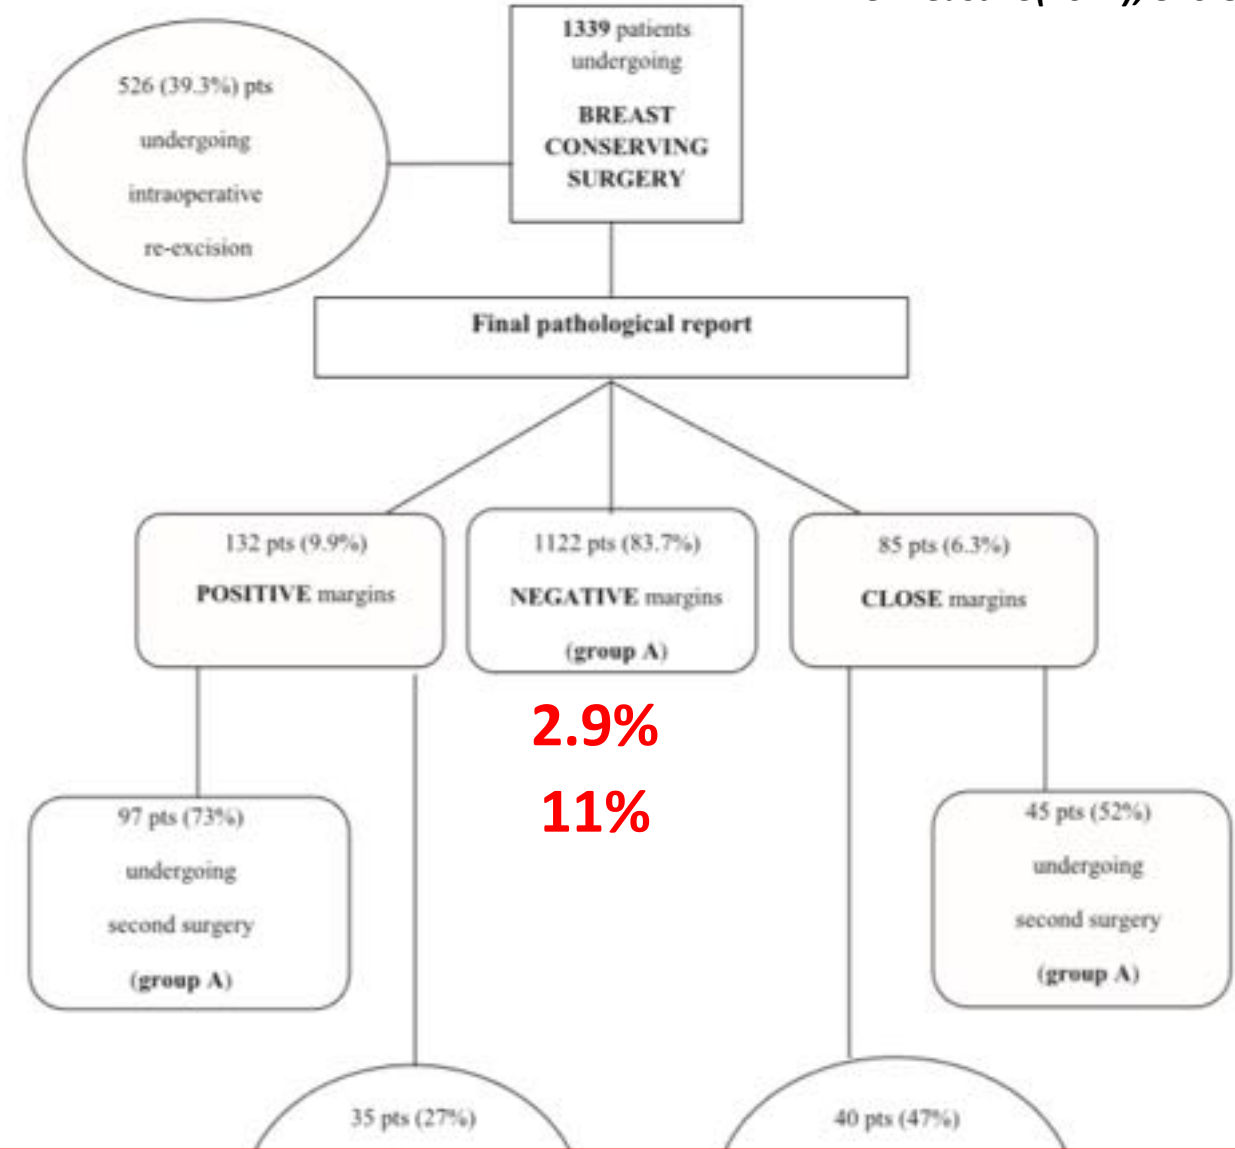 1339 patients
undergoing
BREAST
CONSERVING
SURGERY
526 (39.3%) pts
undergoing
intraoperative
re-excision
Final pathological report
132 pts (9.9%)
POSITIVE margins
1122 pts (83.7%)
NEGATIVE margins
(group A)
85 pts (6.3%)
CLOSE margins
2.9%
11%
97 pts (73%)
undergoing
second surgery
(group A)
45 pts (52%)
undergoing
second surgery
(group A)
35 pts (27%)
40 pts (47%)